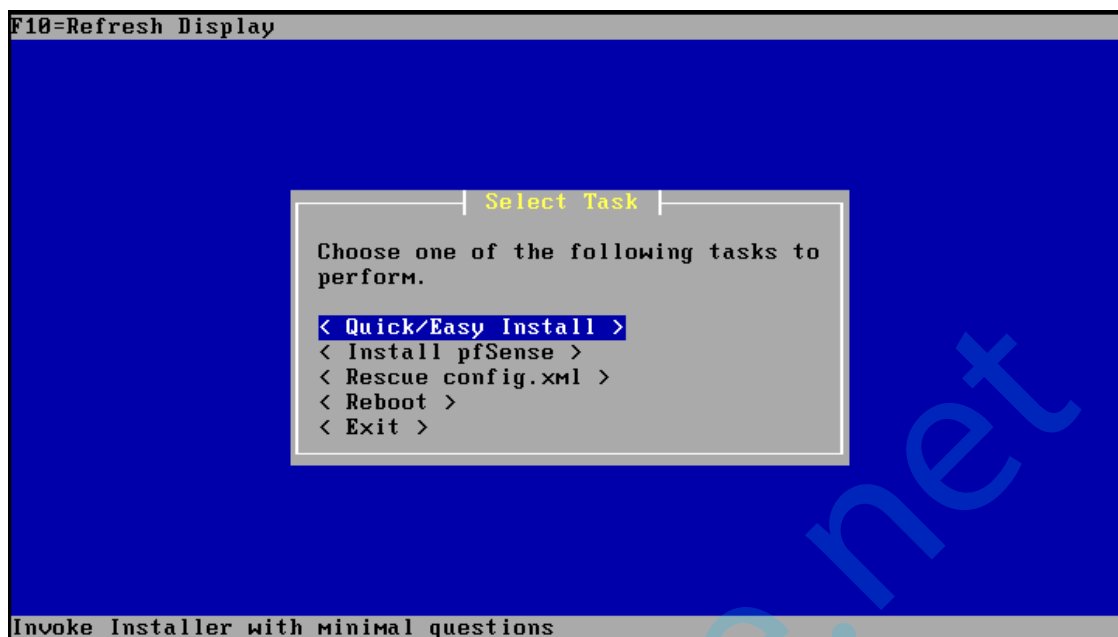 F10=Refresh Display
Select Task
Choose one of the following tasks to
perform.
< Quick/Easy Install >
< Install pfSense >
< Rescue config.xml >
< Reboot >
< Exit >
Invoke Installer with minimal questions
.net